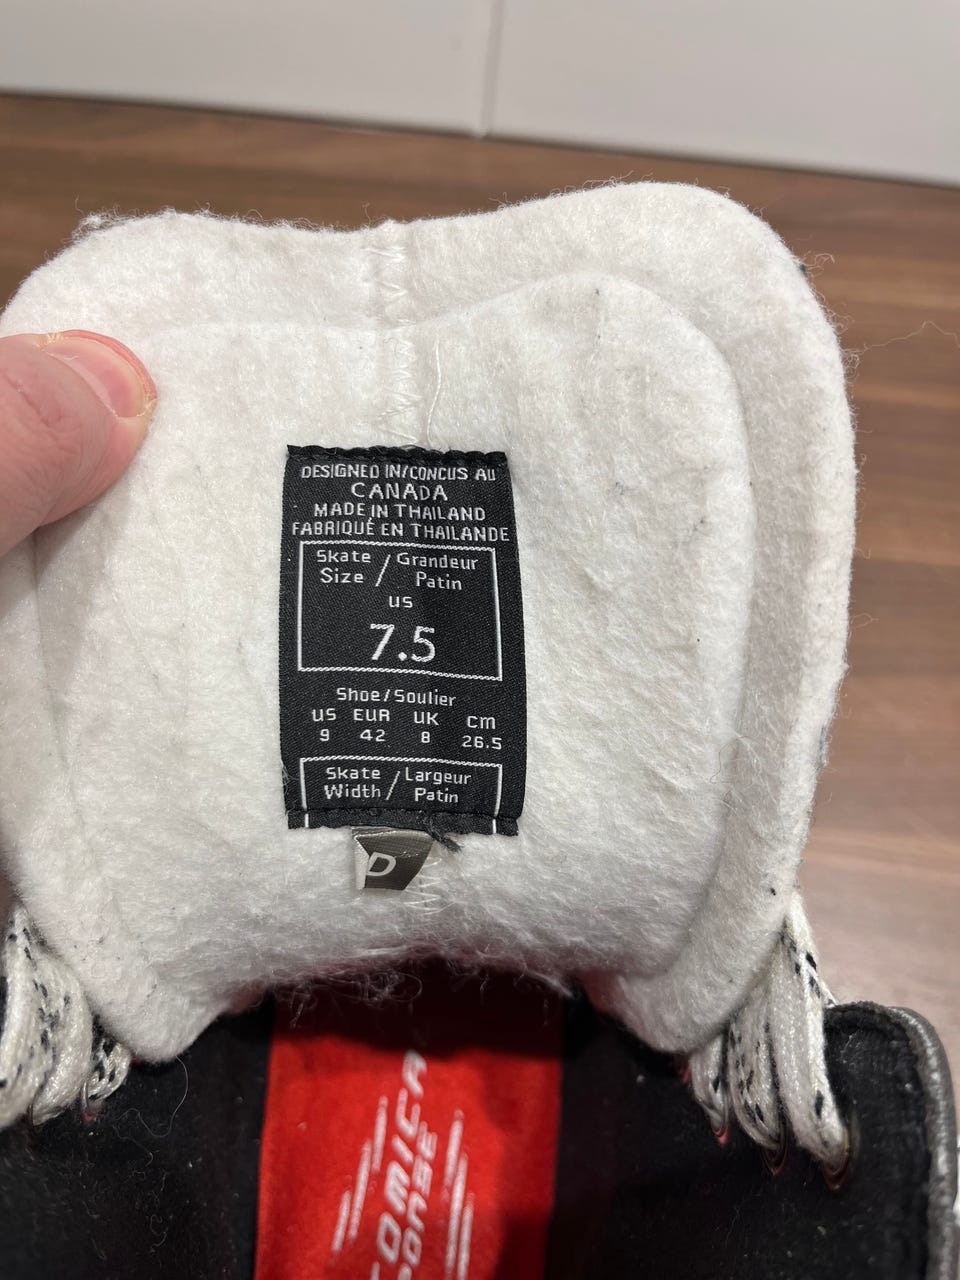 DESIGNED IN/CONCUS AU
CANADA
MADE IN THAILAND
FABRIQUÉ EN THAILANDE
Skate / Grandeur
Size / Patin
US
7.5
Shoe/Soulier
US EUR UK cm
9 42 8 26.5
Skate / Largeur
Width / Patin
D